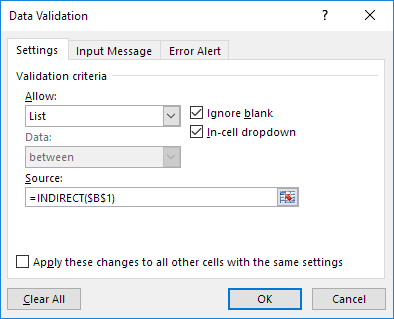 Data Validation ?
Settings Input Message Error Alert
Validation criteria
Allow:
List
Ignore blank
In-cell dropdown
Data:
between
Source:
=INDIRECT($B$1)
Apply these changes to all other cells with the same settings
Clear All OK Cancel